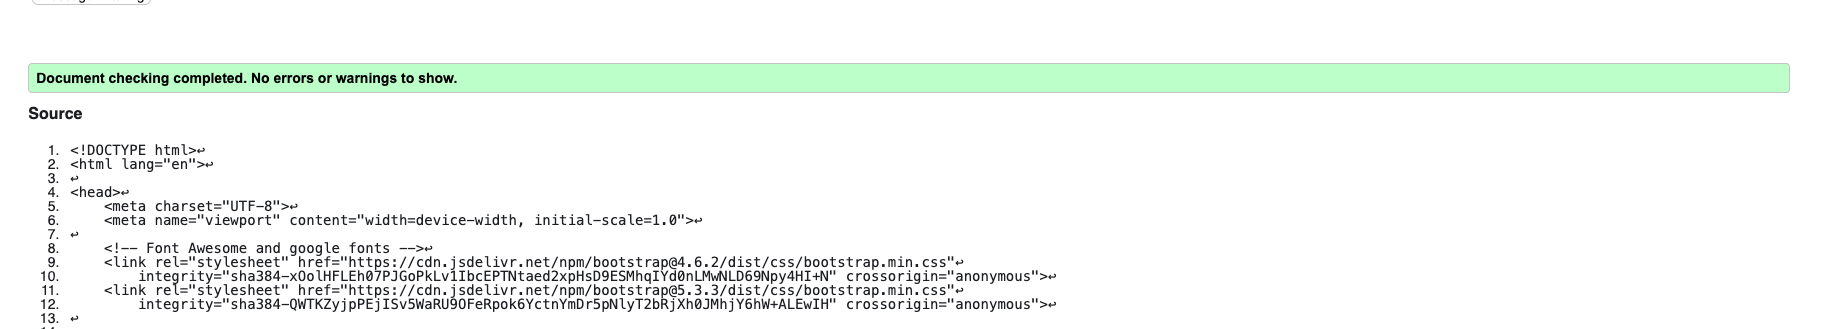 Document checking completed. No errors or warnings to show.
Source
1. <!DOCTYPE html>↩
2. <html lang="en">↩
3. ↩
4. <head>↩
5.     <meta charset="UTF-8">↩
6.     <meta name="viewport" content="width=device-width, initial-scale=1.0">↩
7. ↩
8.     <!-- Font Awesome and google fonts -->↩
9.     <link rel="stylesheet" href="https://cdn.jsdelivr.net/npm/bootstrap@4.6.2/dist/css/bootstrap.min.css"↩
10.         integrity="sha384-xOolHFLEh07PJGoPkLv1IbcEPTNtaed2xpHsD9ESMhqIYd0nLMwNLD69Npy4HI+N" crossorigin="anonymous">↩
11.     <link rel="stylesheet" href="https://cdn.jsdelivr.net/npm/bootstrap@5.3.3/dist/css/bootstrap.min.css"↩
12.         integrity="sha384-QWTKZyjpPEjISv5WaRU9OFeRpok6YctnYmDr5pNlyT2bRjXh0JMhjY6hW+ALEwIH" crossorigin="anonymous">↩
13. ↩